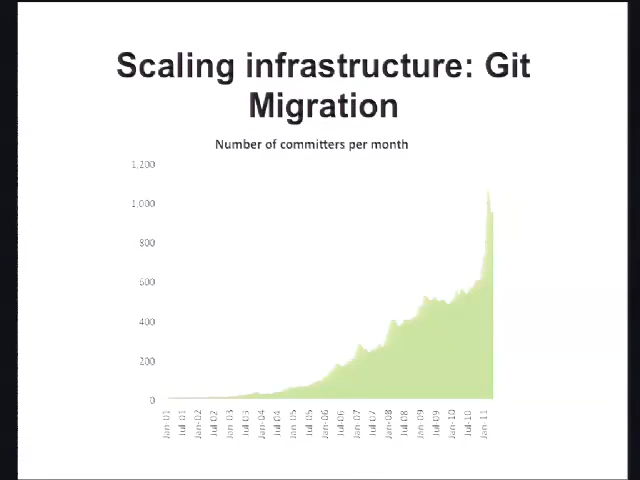 Scaling infrastructure: Git
Migration
Number of committers per month
1,200
1,000
800
600
400
200
0
Jan-01
Jul-01
Jan-02
Jul-02
Jan-03
Jul-03
Jan-04
Jul-04
Jan-05
Jul-05
Jan-06
Jul-06
Jan-07
Jul-07
Jan-08
Jul-08
Jan-09
Jul-09
Jan-10
Jul-10
Jan-11